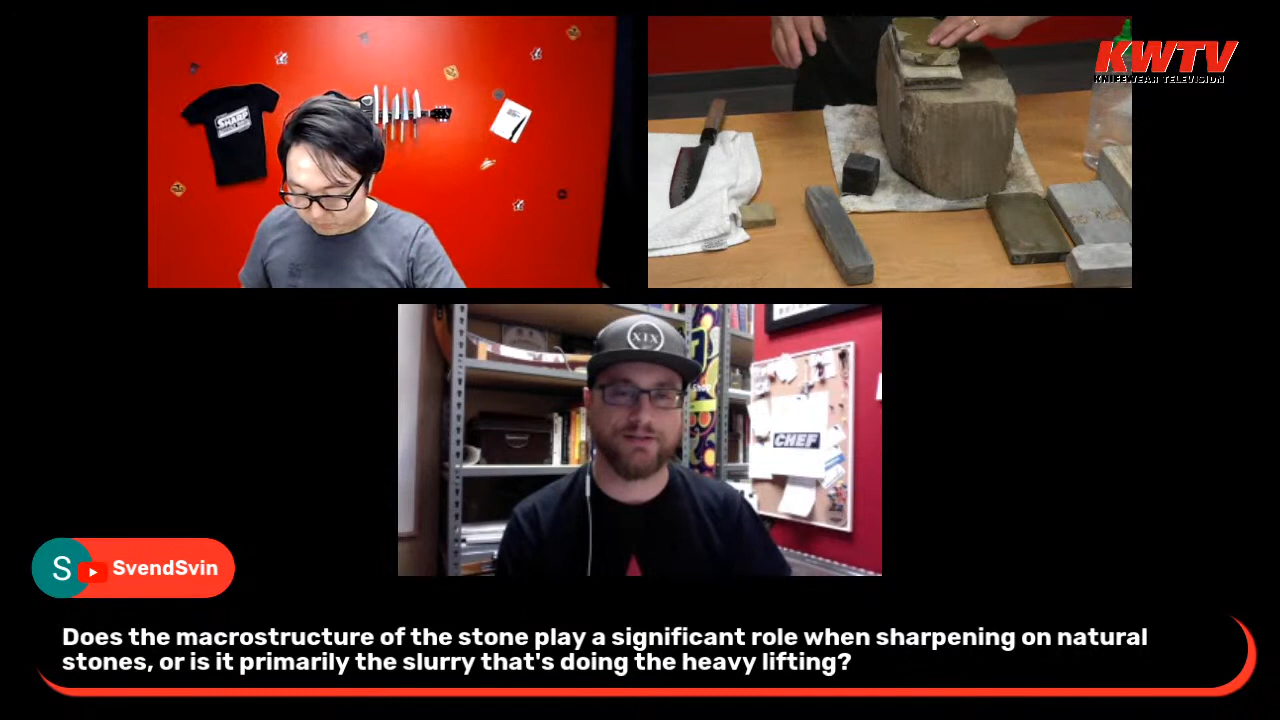 SHARP
KWTV
KNIFEWEAR TELEVISION
XIX
CHEF
S
SvendSvin
Does the macrostructure of the stone play a significant role when sharpening on natural
stones, or is it primarily the slurry that's doing the heavy lifting?